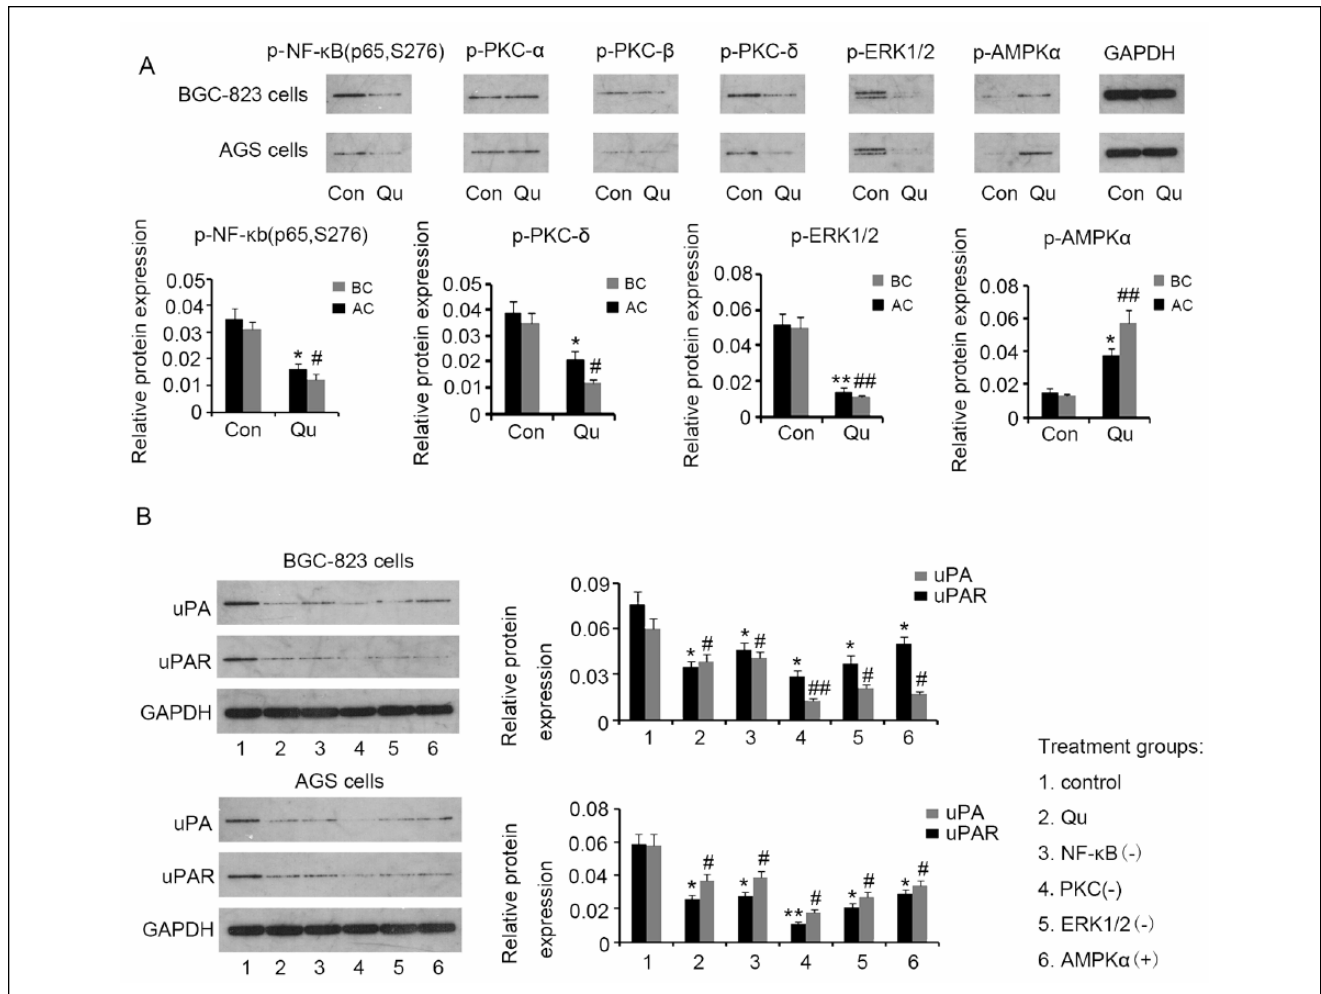 A
p-NF-κB(p65,S276) p-PKC-α p-PKC-β p-PKC-δ p-ERK1/2 p-AMPKα GAPDH
BGC-823 cells
AGS cells
Con Qu Con Qu Con Qu Con Qu Con Qu Con Qu Con Qu
p-NF-κb(p65,S276)
Relative protein expression
0.05
0.04
0.03
0.02
0.01
0
BC
AC
* #
Con Qu
p-PKC-δ
Relative protein expression
0.05
0.04
0.03
0.02
0.01
0
BC
AC
* #
Con Qu
p-ERK1/2
Relative protein expression
0.08
0.06
0.04
0.02
0
BC
AC
** ##
Con Qu
p-AMPKα
Relative protein expression
0.08
0.06
0.04
0.02
0
BC
AC
* ##
Con Qu
B
BGC-823 cells
uPA
uPAR
GAPDH
1 2 3 4 5 6
Relative protein
expression
0.09
0.06
0.03
0
uPA
uPAR
* # * # * ## * # * #
1 2 3 4 5 6
AGS cells
uPA
uPAR
GAPDH
1 2 3 4 5 6
Relative protein
expression
0.08
0.06
0.04
0.02
0
uPA
uPAR
* # * # ** # * # * #
1 2 3 4 5 6
Treatment groups:
1. control
2. Qu
3. NF-κB(-)
4. PKC(-)
5. ERK1/2(-)
6. AMPKα(+)